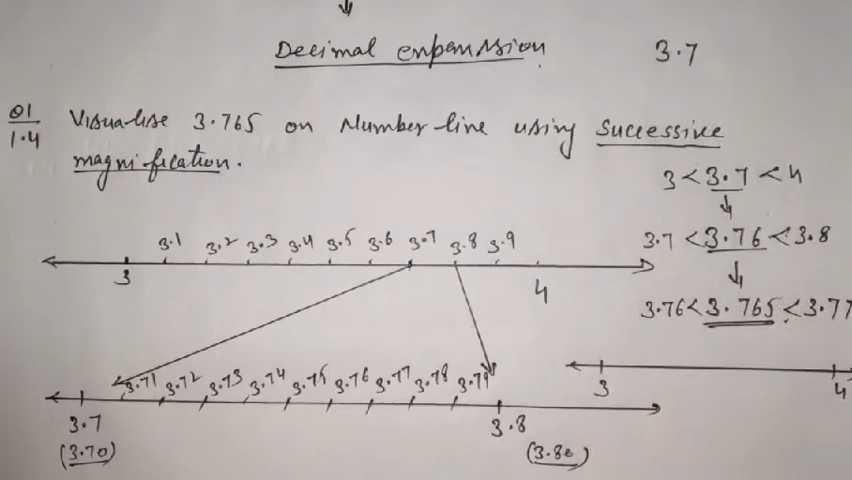 Decimal expansion
3.7
Q1
1.4
Visualise 3.765 on Number line using Successive
magnification.
3 < 3.7 < 4
3.7 < 3.76 < 3.8
3.76 < 3.765 < 3.77
3.1 3.2 3.3 3.4 3.5 3.6 3.7 3.8 3.9
3 4
3.71 3.72 3.73 3.74 3.75 3.76 3.77 3.78 3.79
3.7 3.8
(3.70) (3.80)
3 4